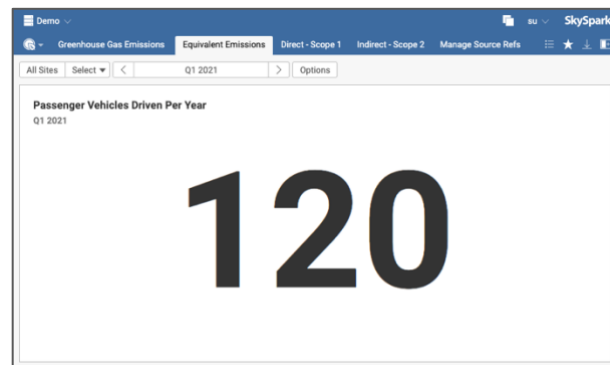 Demo su SkySpark
Greenhouse Gas Emissions Equivalent Emissions Direct - Scope 1 Indirect - Scope 2 Manage Source Refs
All Sites Select Q1 2021 Options
Passenger Vehicles Driven Per Year
Q1 2021
120